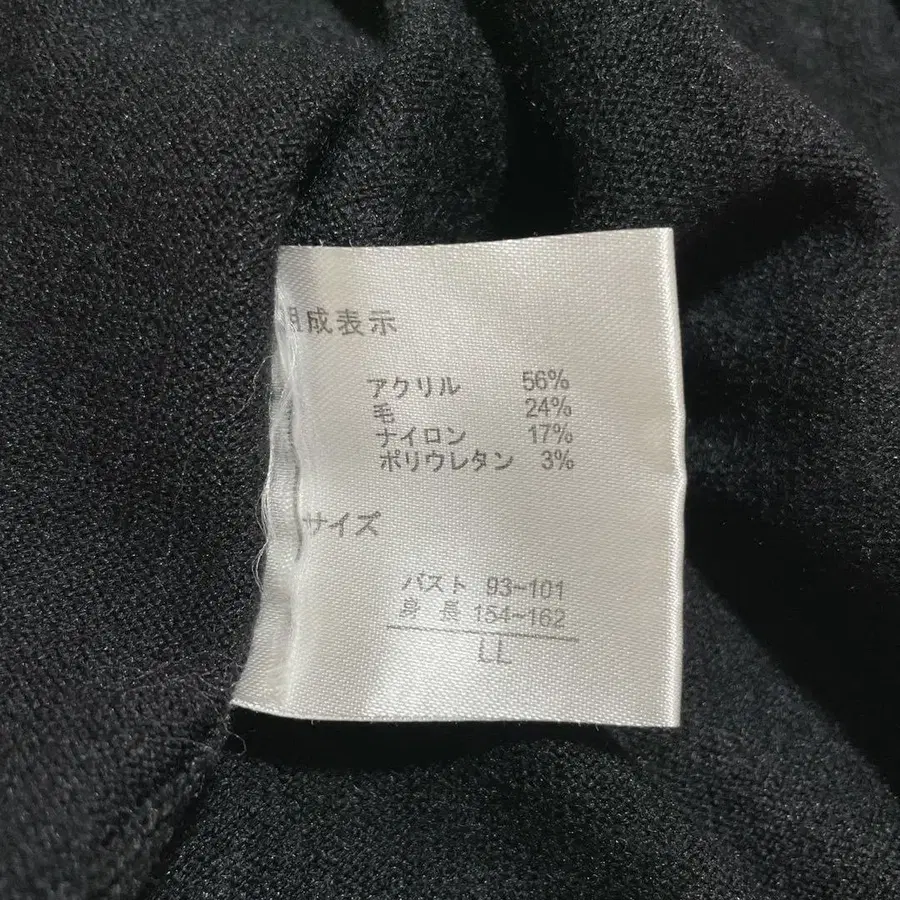 成表示
アクリル 56%
毛 24%
ナイロン 17%
ポリウレタン 3%
サイズ
バスト 93~101
身長 154~162
LL